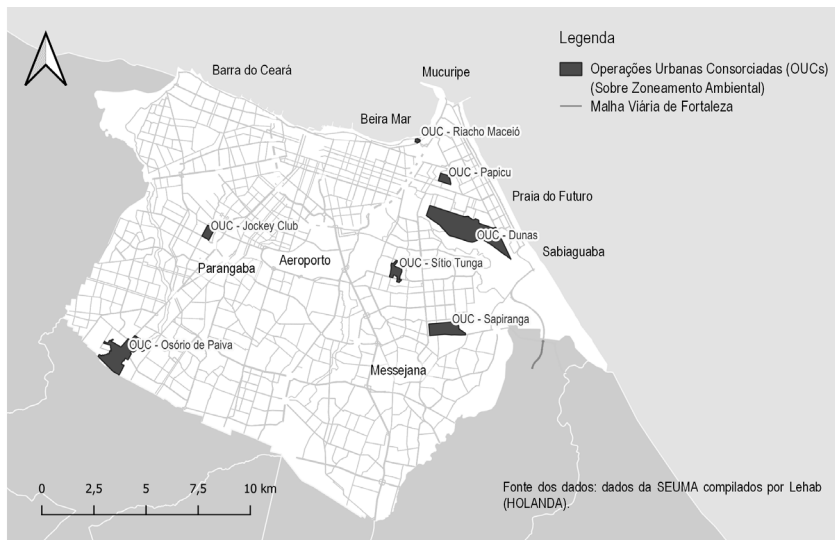 Legenda
Operações Urbanas Consorciadas (OUCs)
(Sobre Zoneamento Ambiental)
Malha Viária de Fortaleza
Barra do Ceará
Mucuripe
Beira Mar
OUC - Riacho Maceió
OUC - Papicu
Praia do Futuro
OUC - Jockey Club
OUC - Dunas
Sabiaguaba
Parangaba
Aeroporto
OUC - Sítio Tunga
OUC - Sapiranga
OUC - Osório de Paiva
Messejana
0 2,5 5 7,5 10 km
Fonte dos dados: dados da SEUMA compilados por Lehab
(HOLANDA).